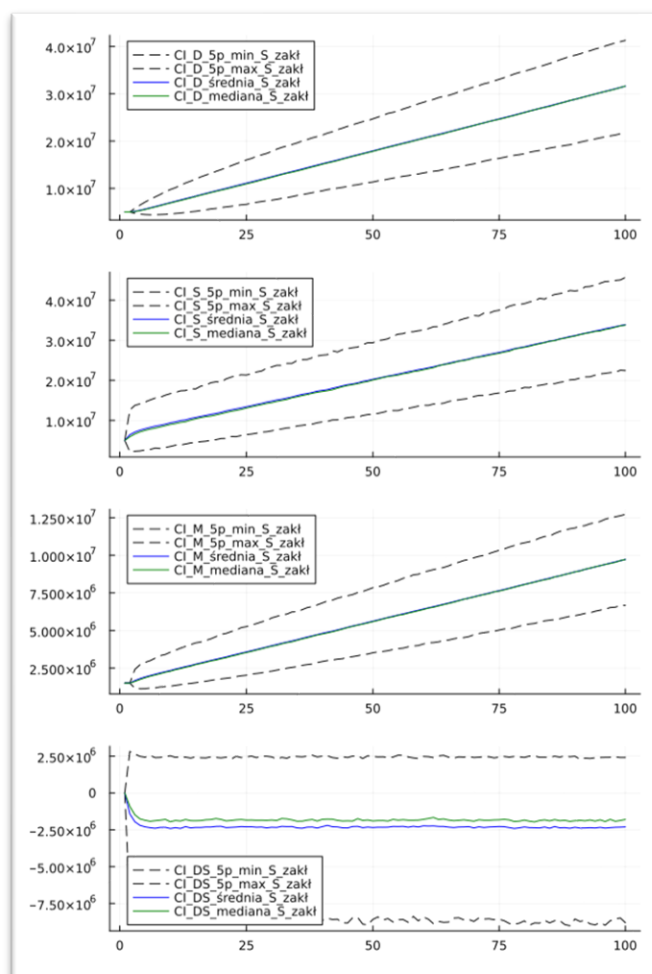 4.0×10⁷
3.0×10⁷
2.0×10⁷
1.0×10⁷
CI_D_5p_min_S_zakł
CI_D_5p_max_S_zakł
CI_D_średnia_S_zakł
CI_D_mediana_S_zakł
0 25 50 75 100
4.0×10⁷
3.0×10⁷
2.0×10⁷
1.0×10⁷
CI_S_5p_min_S_zakł
CI_S_5p_max_S_zakł
CI_S_średnia_S_zakł
CI_S_mediana_S_zakł
0 25 50 75 100
1.250×10⁷
1.000×10⁷
7.500×10⁶
5.000×10⁶
2.500×10⁶
CI_M_5p_min_S_zakł
CI_M_5p_max_S_zakł
CI_M_średnia_S_zakł
CI_M_mediana_S_zakł
0 25 50 75 100
2.50×10⁶
0
−2.50×10⁶
−5.00×10⁶
−7.50×10⁶
CI_DS_5p_min_S_zakł
CI_DS_5p_max_S_zakł
CI_DS_średnia_S_zakł
CI_DS_mediana_S_zakł
0 25 50 75 100